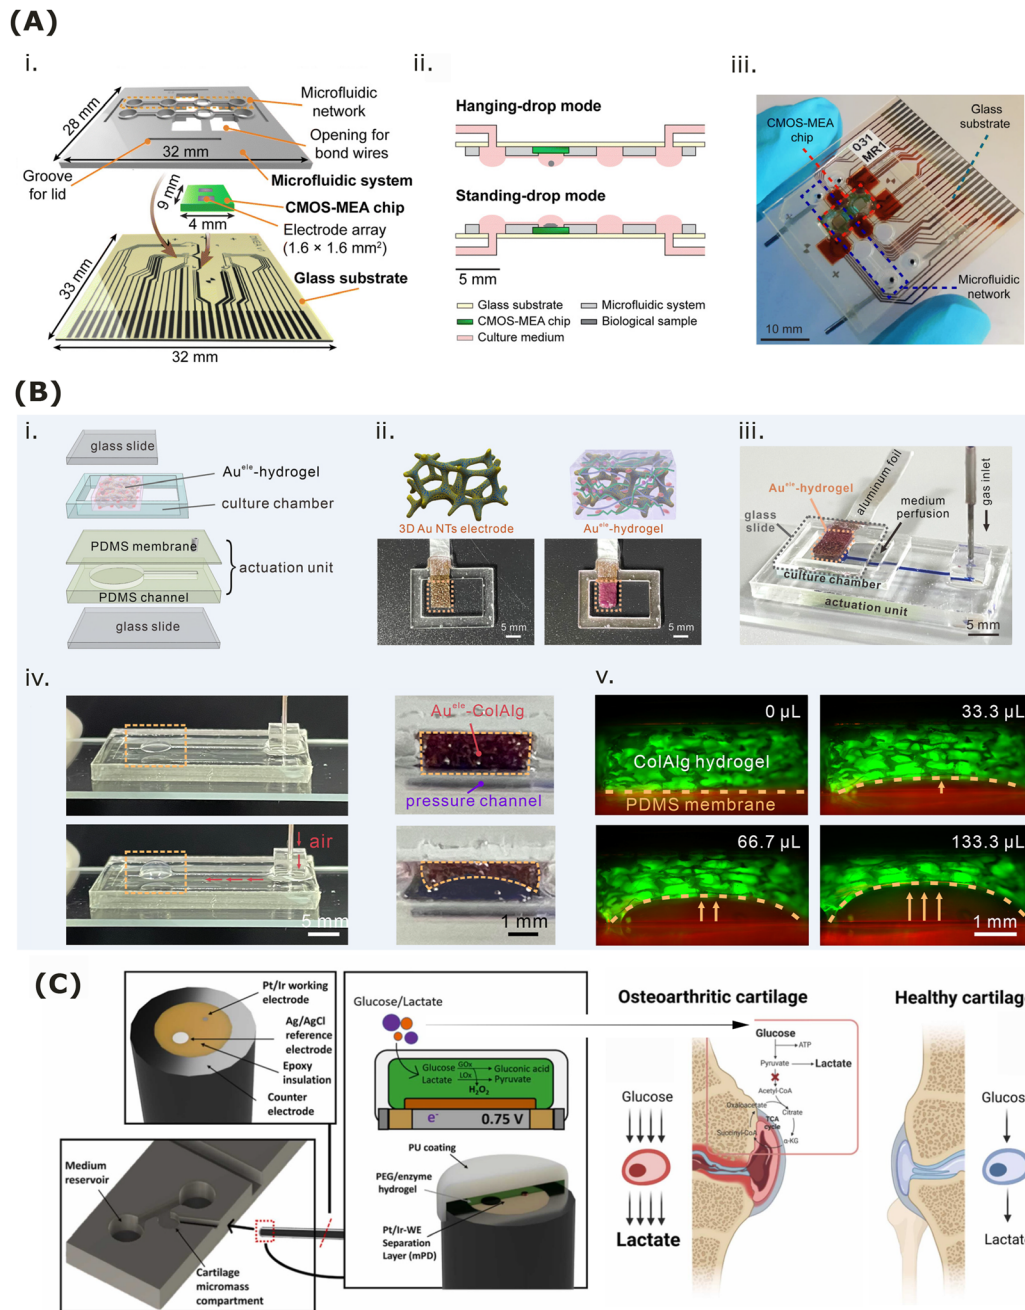 (A)
i.
28 mm
32 mm
Microfluidic
network
Opening for
bond wires
Groove
for lid
Microfluidic system
9 mm
CMOS-MEA chip
4 mm
Electrode array
(1.6 × 1.6 mm²)
Glass substrate
33 mm
32 mm
ii.
Hanging-drop mode
Standing-drop mode
5 mm
Glass substrate
Microfluidic system
CMOS-MEA chip
Biological sample
Culture medium
iii.
CMOS-MEA
chip
Glass
substrate
031
MR1
Microfluidic
network
10 mm
(B)
i.
glass slide
Auᵉˡᵉ-hydrogel
culture chamber
PDMS membrane
actuation unit
PDMS channel
glass slide
ii.
3D Au NTs electrode
Auᵉˡᵉ-hydrogel
5 mm
5 mm
iii.
aluminum foil
gas inlet
Auᵉˡᵉ-hydrogel
medium
perfusion
glass
slide
culture chamber
actuation unit
5 mm
iv.
air
5 mm
Auᵉˡᵉ-ColAlg
pressure channel
1 mm
v.
0 µL
ColAlg hydrogel
PDMS membrane
33.3 µL
66.7 µL
133.3 µL
1 mm
(C)
Pt/Ir working
electrode
Ag/AgCl
reference
electrode
Epoxy
insulation
Counter
electrode
Medium
reservoir
Cartilage
micromass
compartment
Glucose/Lactate
Glucose
GOx
Gluconic acid
Lactate
LOx
Pyruvate
H₂O₂
e⁻
0.75 V
PU coating
PEG/enzyme
hydrogel
Pt/Ir-WE
Separation
Layer (mPD)
Osteoarthritic cartilage
Glucose
ATP
Pyruvate
Lactate
Acetyl-CoA
Oxaloacetate
Citrate
TCA
cycle
Succinyl-CoA
α-KG
Glucose
Lactate
Healthy cartilage
Glucose
Lactate